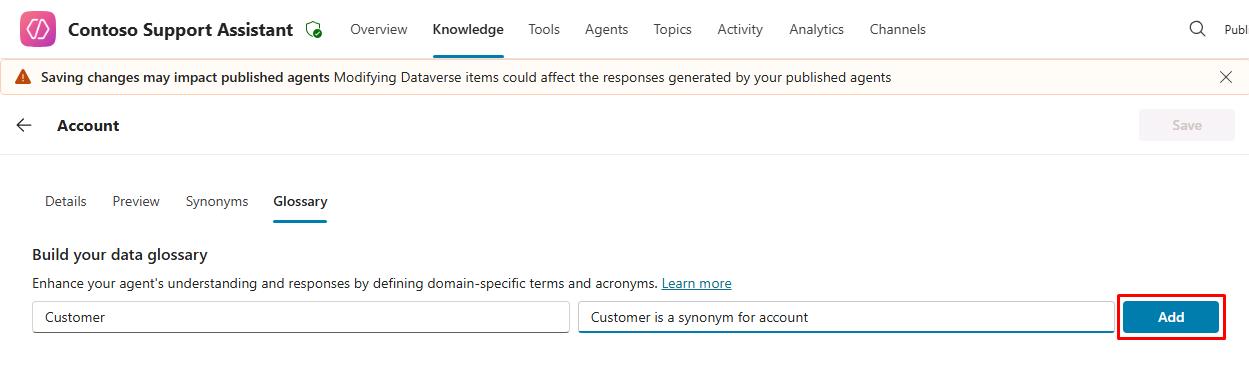 Contoso Support Assistant Overview Knowledge Tools Agents Topics Activity Analytics Channels Publ
Saving changes may impact published agents Modifying Dataverse items could affect the responses generated by your published agents
Account Save
Details Preview Synonyms Glossary
Build your data glossary
Enhance your agent's understanding and responses by defining domain-specific terms and acronyms. Learn more
Customer Customer is a synonym for account Add